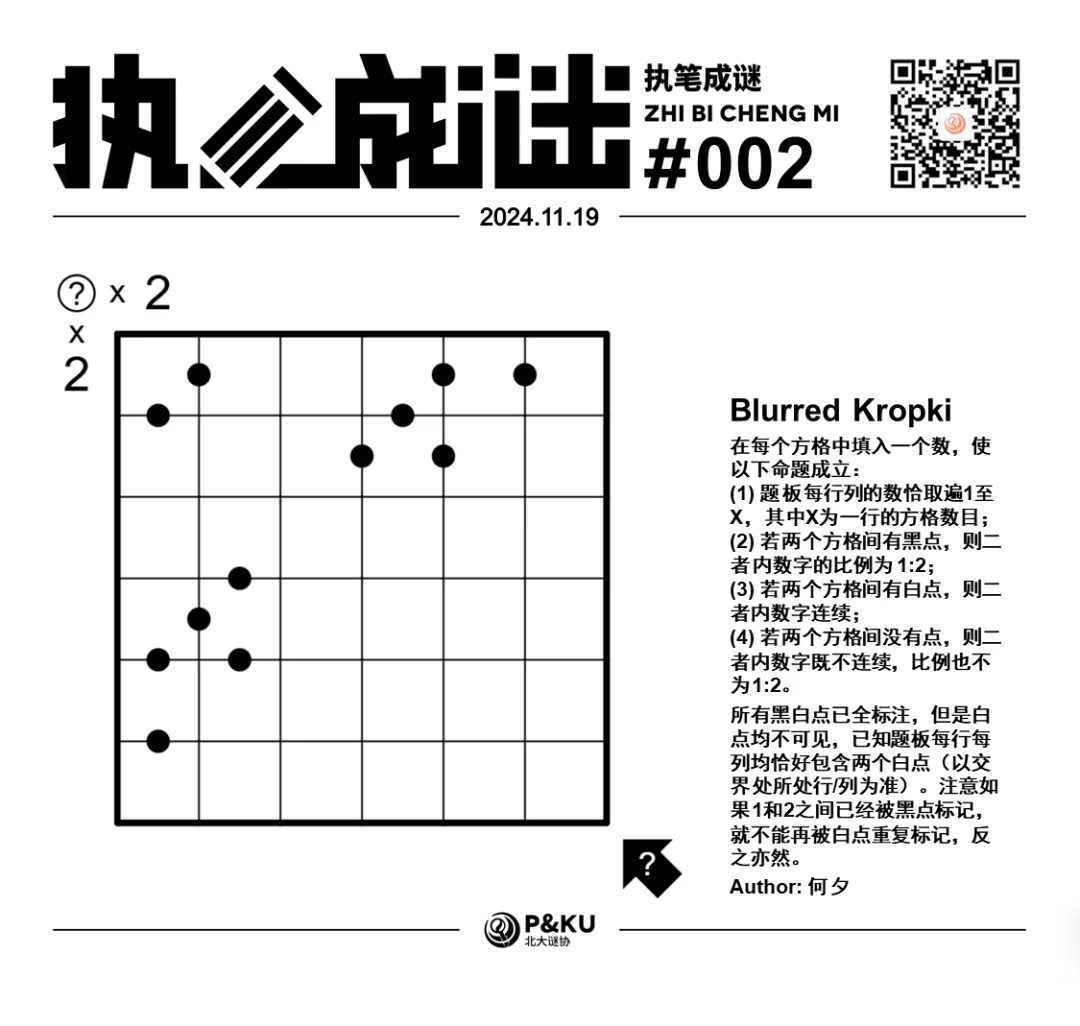 执笔成谜
执笔成谜
ZHI BI CHENG MI
#002
2024.11.19
? x 2
x
2
Blurred Kropki
在每个方格中填入一个数，使
以下命题成立：
(1) 题板每行列的数恰取遍1至
X，其中X为一行的方格数目；
(2) 若两个方格间有黑点，则二
者内数字的比例为1:2；
(3) 若两个方格间有白点，则二
者内数字连续；
(4) 若两个方格间没有点，则二
者内数字既不连续，比例也不
为1:2。
所有黑白点已全标注，但是白
点均不可见，已知题板每行每
列均恰好包含两个白点（以交
界处所处行/列为准）。注意如
果1和2之间已经被黑点标记，
就不能再被白点重复标记，反
之亦然。
Author: 何夕
?
P&KU
北大谜协